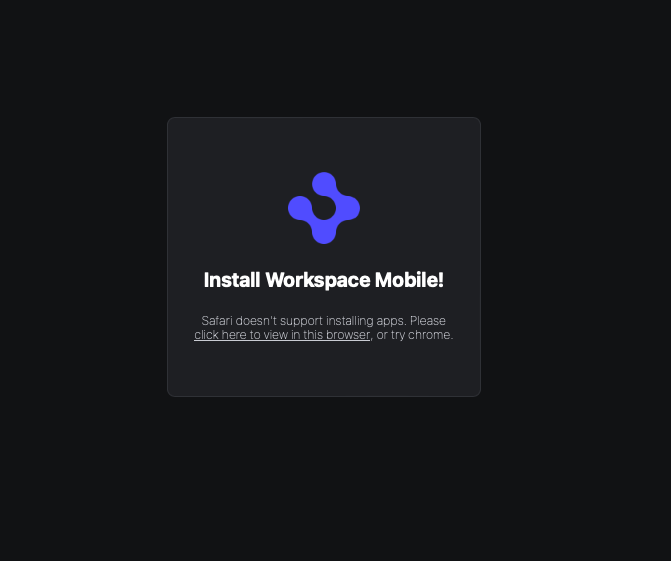 Install Workspace Mobile!
Safari doesn't support installing apps. Please
click here to view in this browser, or try chrome.